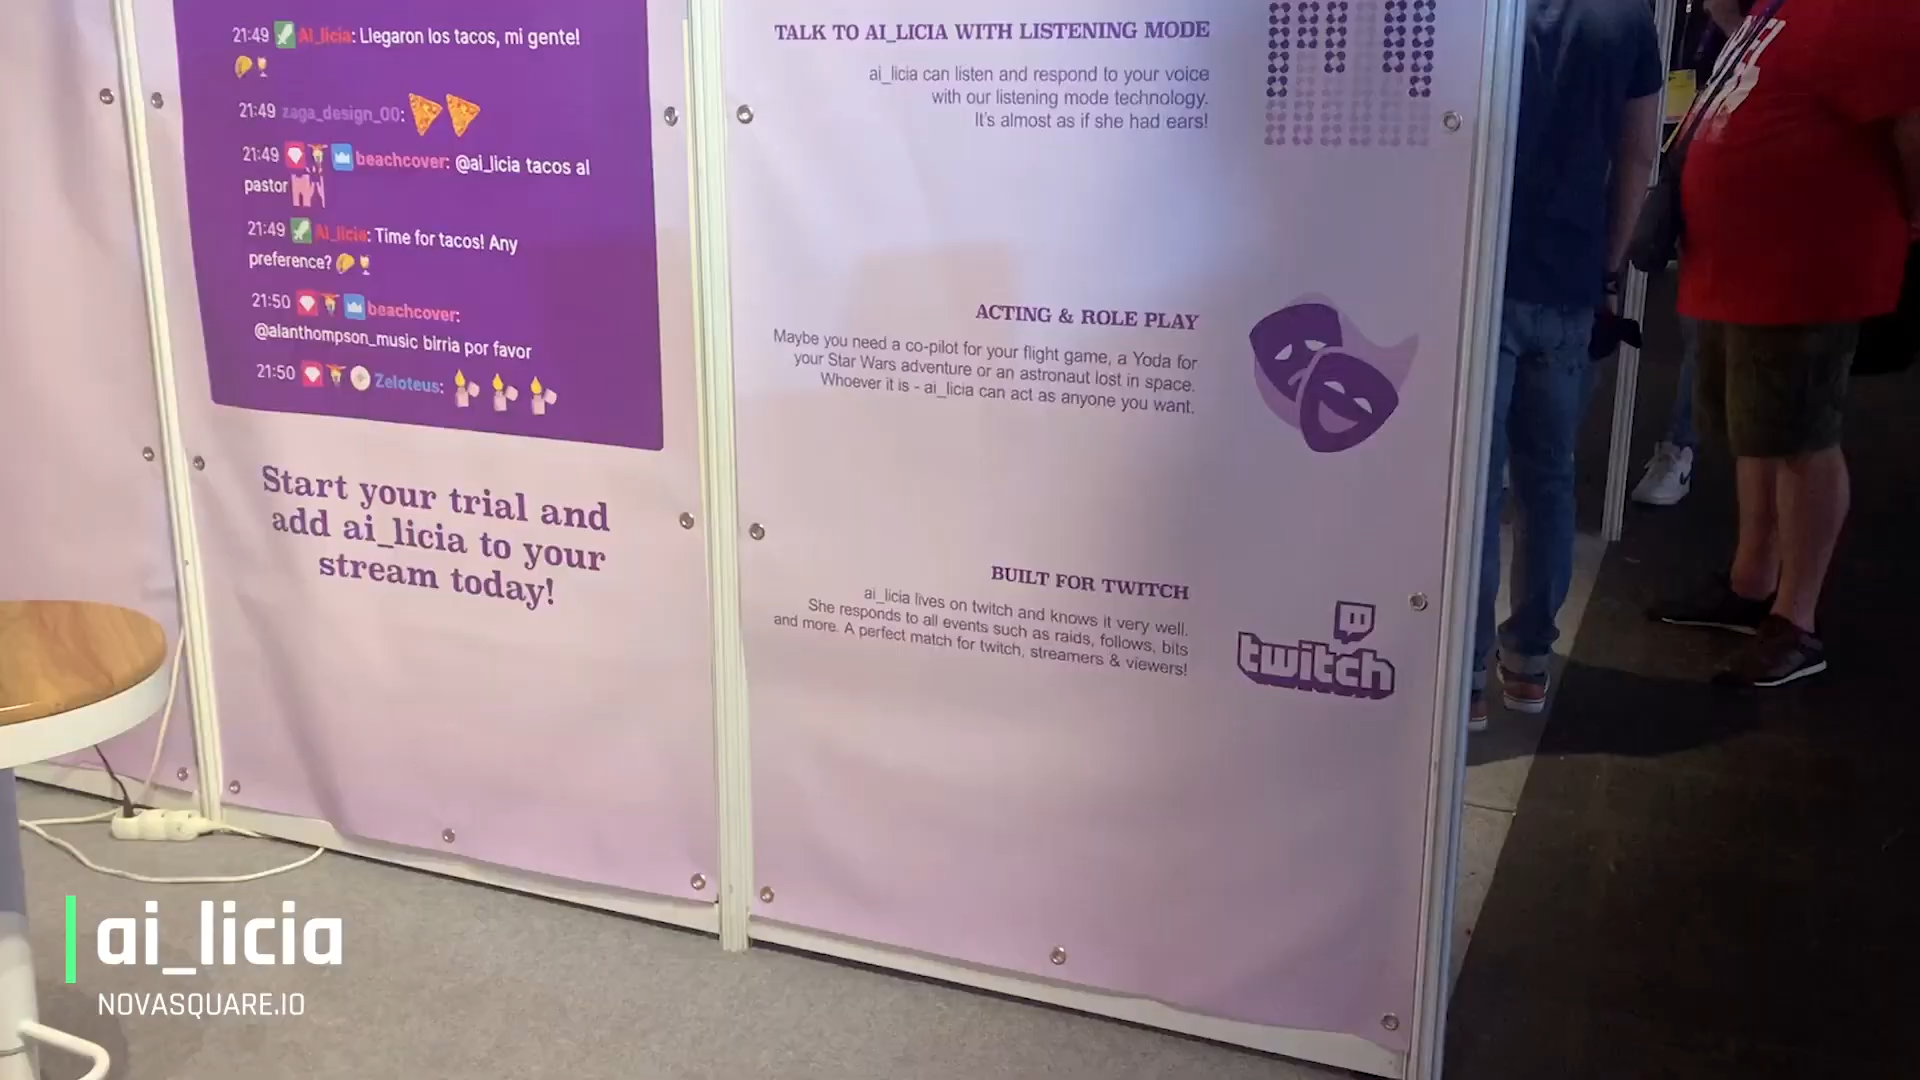 21:49 Ai_licia: Llegaron los tacos, mi gente!
21:49 zaga_design_00:
21:49 beachcover: @ai_licia tacos al
pastor
21:49 Ai_licia: Time for tacos! Any
preference?
21:50 beachcover:
@alanthompson_music birria por favor
21:50 Zeloteus:
Start your trial and
add ai_licia to your
stream today!
TALK TO AI_LICIA WITH LISTENING MODE
ai_licia can listen and respond to your voice
with our listening mode technology.
It's almost as if she had ears!
ACTING & ROLE PLAY
Maybe you need a co-pilot for your flight game, a Yoda for
your Star Wars adventure or an astronaut lost in space.
Whoever it is - ai_licia can act as anyone you want.
BUILT FOR TWITCH
ai_licia lives on twitch and knows it very well.
She responds to all events such as raids, follows, bits
and more. A perfect match for twitch, streamers & viewers!
twitch
ai_licia
NOVASQUARE.IO